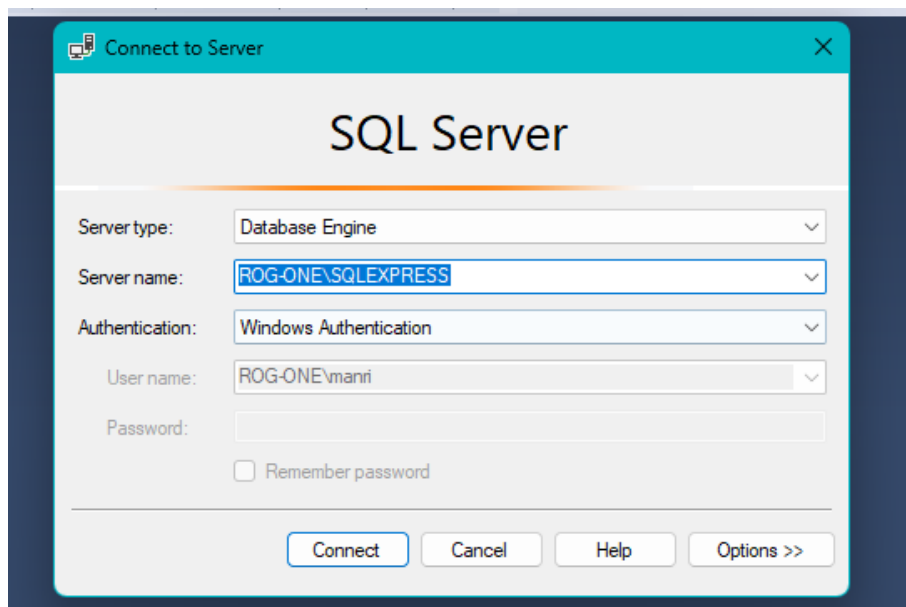 Connect to Server
SQL Server
Server type: Database Engine
Server name: ROG-ONE\SQLEXPRESS
Authentication: Windows Authentication
User name: ROG-ONE\manri
Password:
Remember password
Connect Cancel Help Options >>